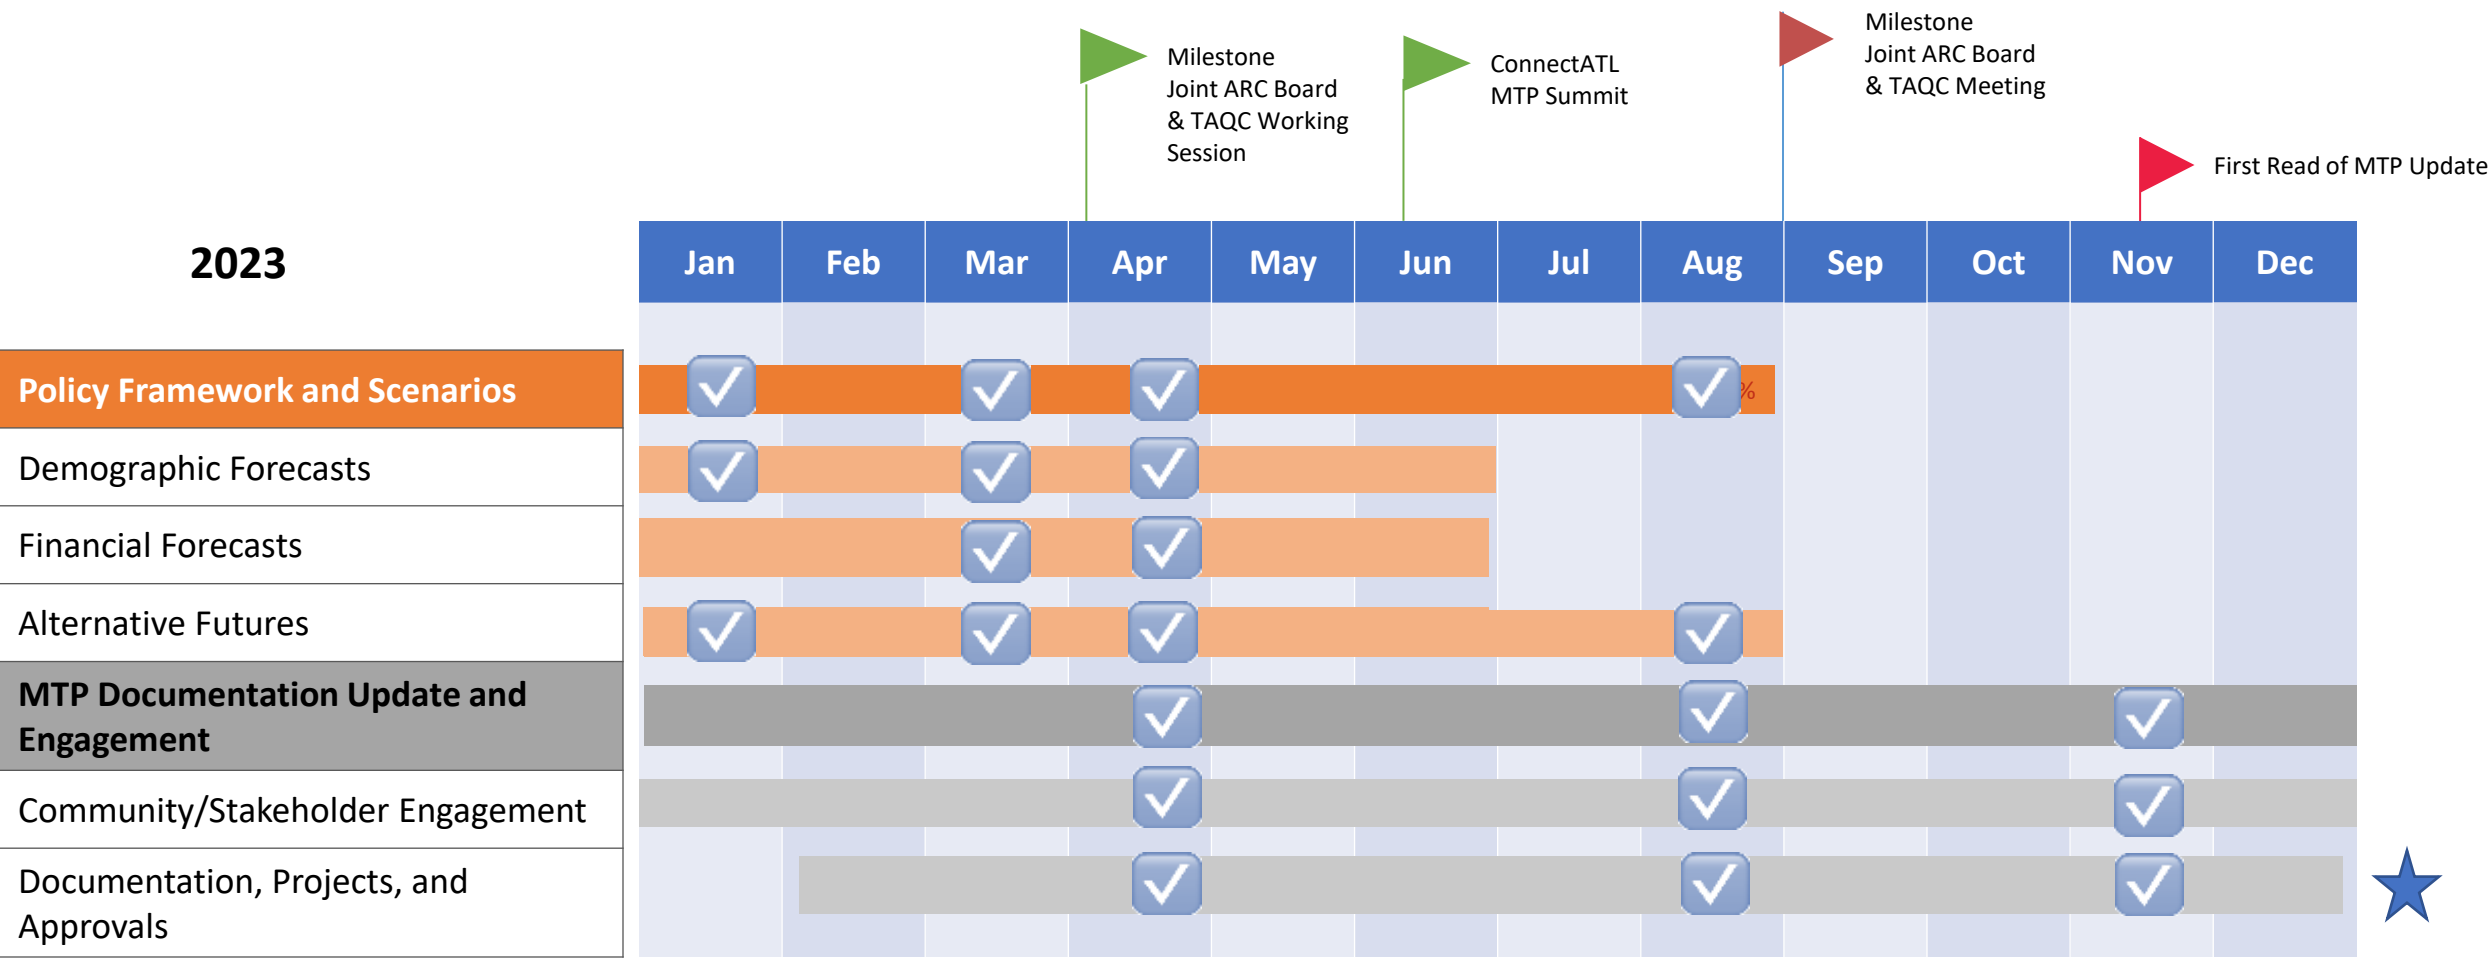 Milestone
Joint ARC Board
& TAQC Working
Session
ConnectATL
MTP Summit
Milestone
Joint ARC Board
& TAQC Meeting
First Read of MTP Update
2023
Jan Feb Mar Apr May Jun Jul Aug Sep Oct Nov Dec
Policy Framework and Scenarios
%
Demographic Forecasts
Financial Forecasts
Alternative Futures
MTP Documentation Update and
Engagement
Community/Stakeholder Engagement
Documentation, Projects, and
Approvals